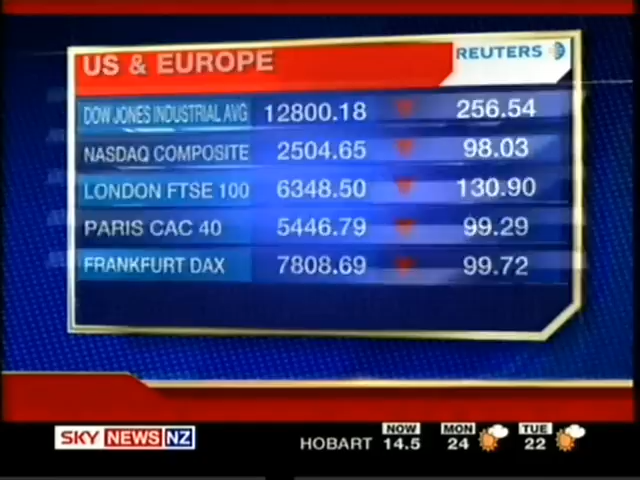 US & EUROPE
REUTERS
DOW JONES INDUSTRIAL AVG 12800.18 256.54
NASDAQ COMPOSITE 2504.65 98.03
LONDON FTSE 100 6348.50 130.90
PARIS CAC 40 5446.79 99.29
FRANKFURT DAX 7808.69 99.72
SKY NEWS NZ
HOBART NOW 14.5 MON 24 TUE 22